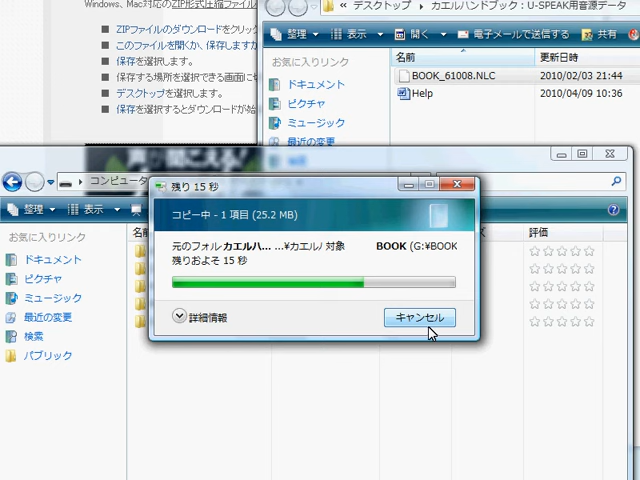 Windows、Mac対応のZIP形式圧縮ファイル
ZIPファイルのダウンロードをクリッ
このファイルを開くか、保存しますか
保存を選択します。
保存する場所を選択できる画面に
デスクトップを選択します。
保存を選択するとダウンロードが始
« デスクトップ ▸ カエルハンドブック：U-SPEAK用音源データ
整理 表示 開く 電子メールで送信する 共有
お気に入りリンク
ドキュメント
ピクチャ
ミュージック
最近の変更
名前 更新日時
BOOK_61008.NLC 2010/02/03 21:44
Help 2010/04/09 10:36
コンピュータ
整理 表示
お気に入りリンク
ドキュメント
ピクチャ
ミュージック
最近の変更
検索
パブリック
評価
残り 15 秒
コピー中 - 1 項目 (25.2 MB)
元のフォル カエルハ... ...¥カエル/ 対象 BOOK (G:¥BOOK
残りおよそ 15 秒
詳細情報
キャンセル